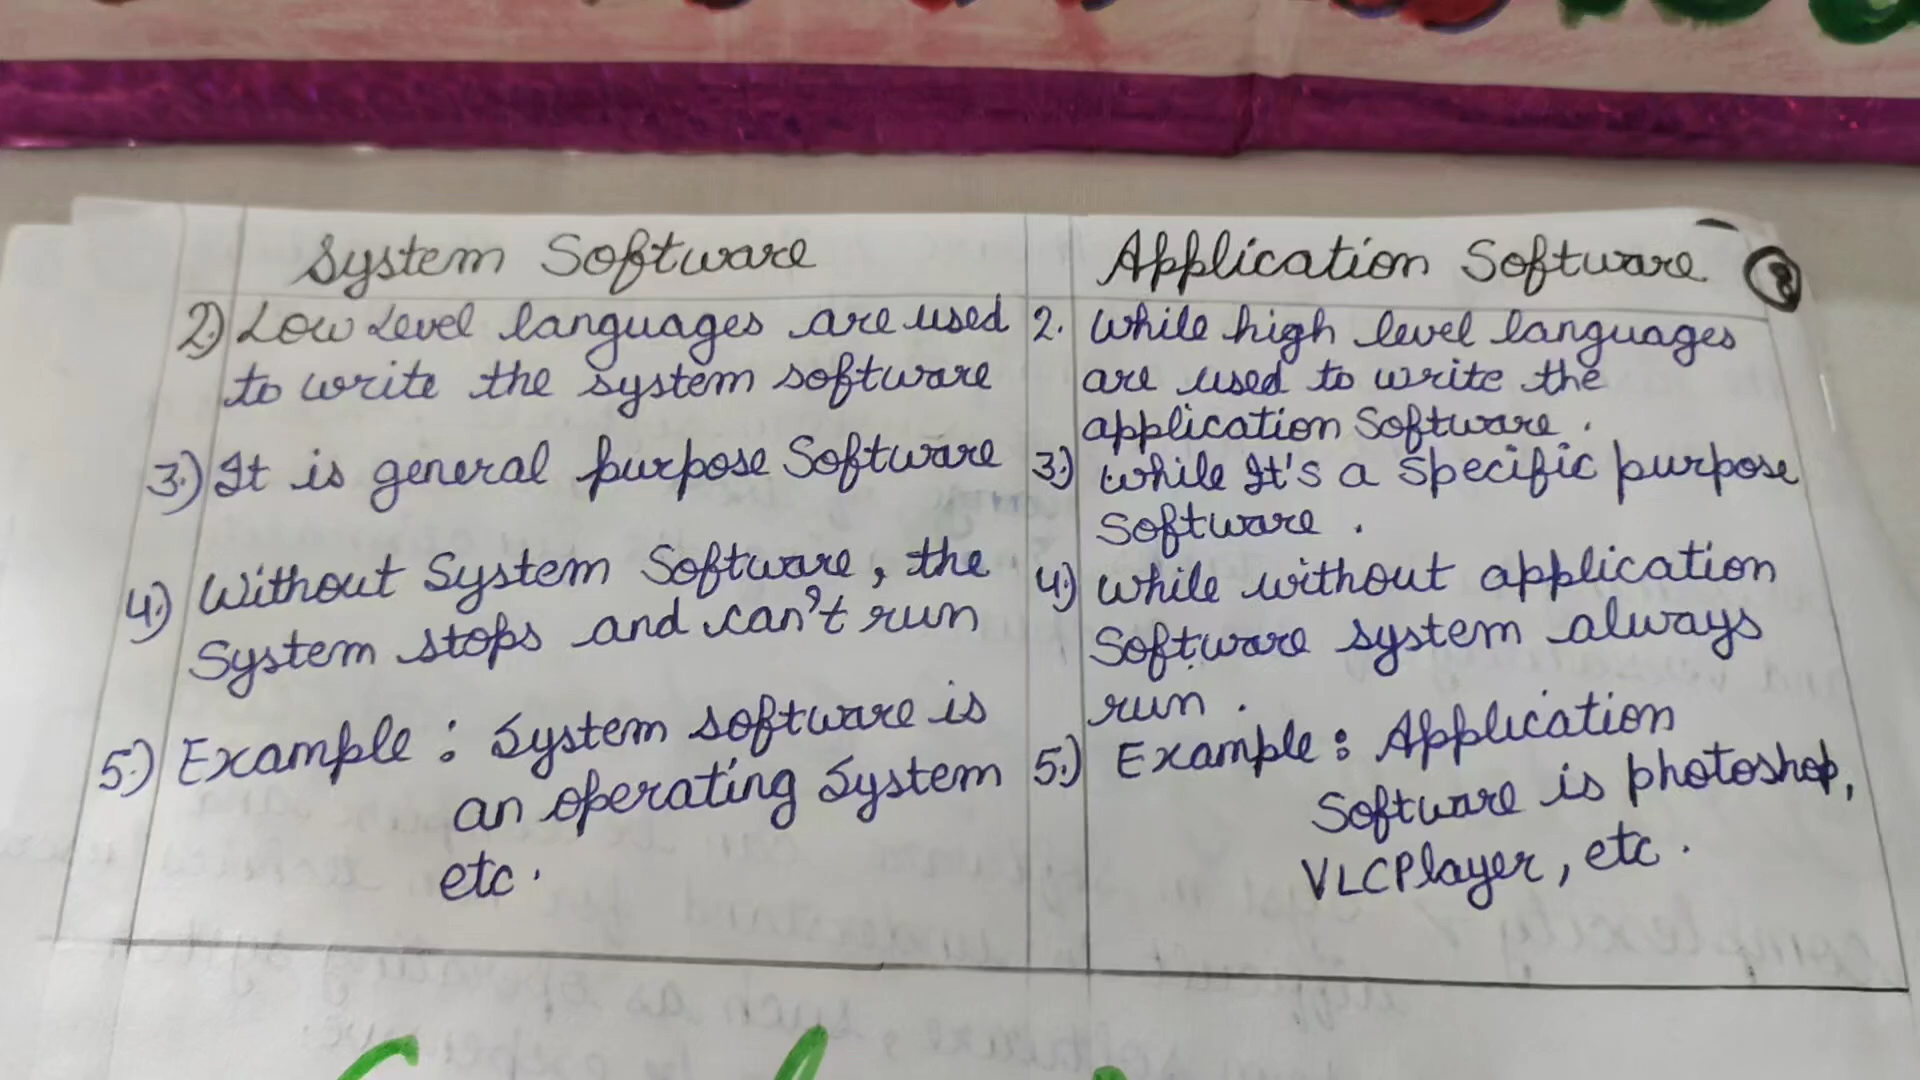 System Software
Application Software
8
2) Low Level languages are used
to write the system software
3.) It is general purpose Software
4.) Without System Software, the
System stops and can't run
5.) Example : System software is
an operating System
etc.
2. While high level languages
are used to write the
application Software.
3.) while It's a specific purpose
Software.
4.) while without application
Software system always
run.
5.) Example : Application
Software is photoshop,
VLCPlayer, etc.